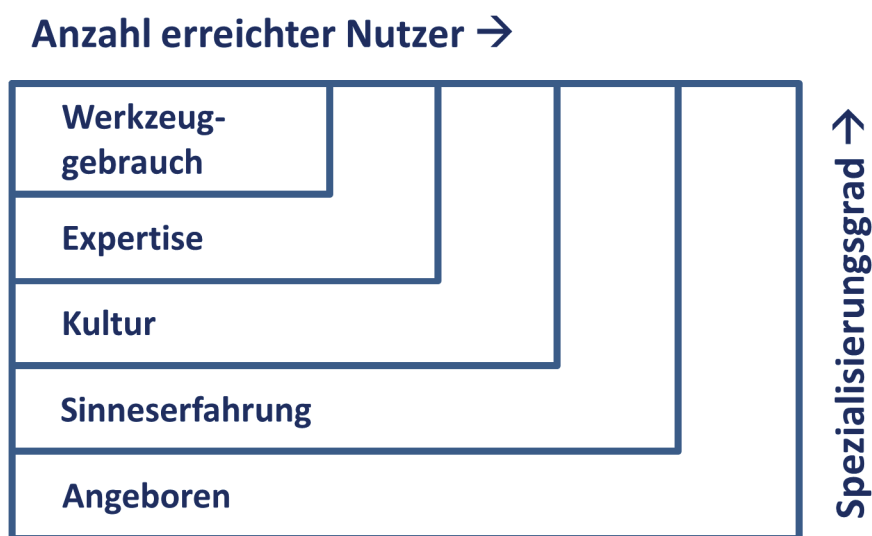 Anzahl erreichter Nutzer →
Werkzeug-
gebrauch
Expertise
Kultur
Sinneserfahrung
Angeboren
Spezialisierungsgrad →